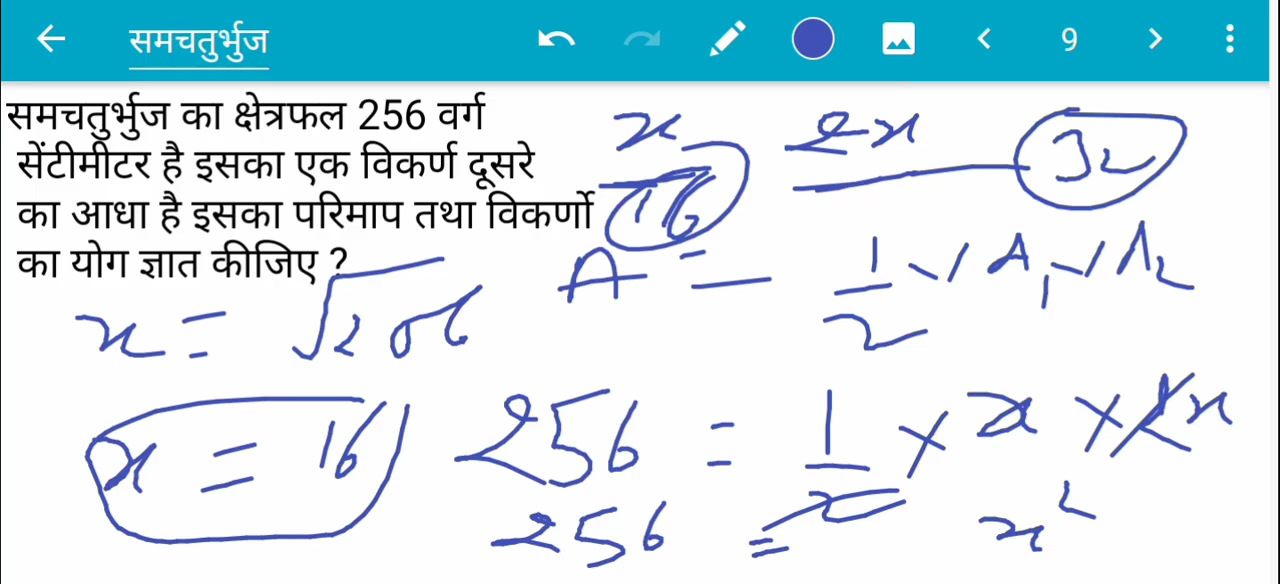 समचतुर्भुज
9
समचतुर्भुज का क्षेत्रफल 256 वर्ग
सेंटीमीटर है इसका एक विकर्ण दूसरे
का आधा है इसका परिमाप तथा विकर्णो
का योग ज्ञात कीजिए ?
x 2x
16 32
A = 1/2 × d1 × d2
x = √256
x = 16
256 = 1/2 × x × 2x
256 = x²